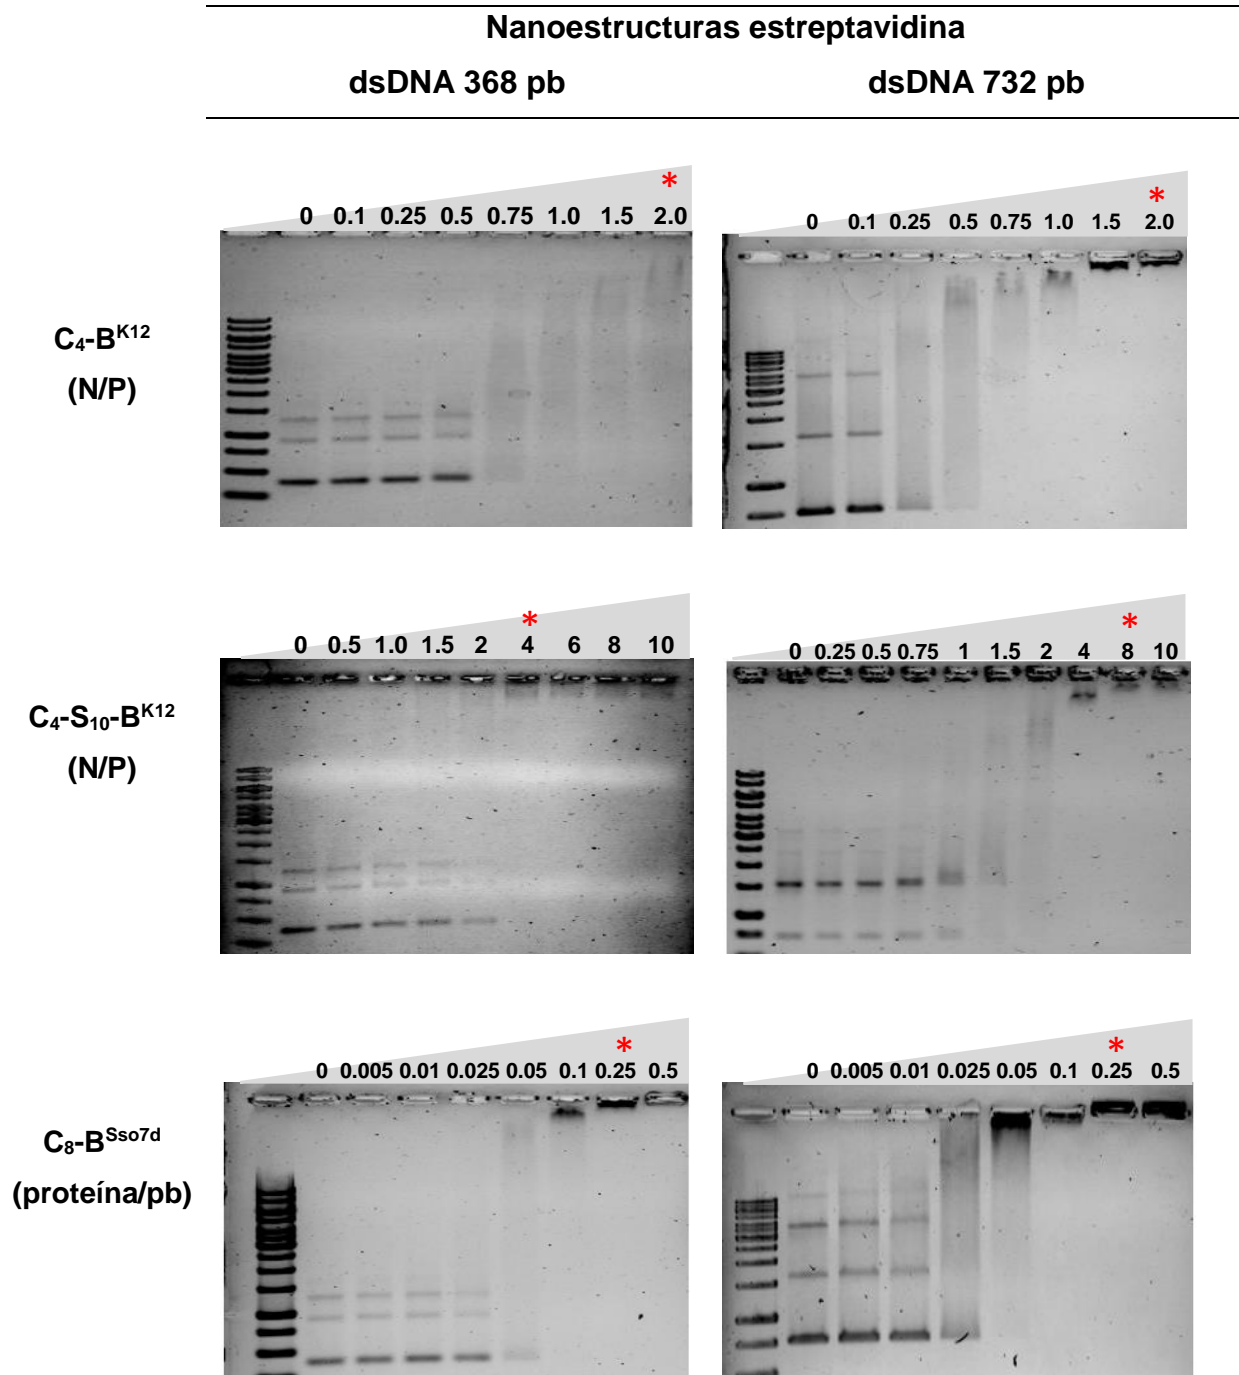 Nanoestructuras estreptavidina
dsDNA 368 pb dsDNA 732 pb
*
0 0.1 0.25 0.5 0.75 1.0 1.5 2.0
*
0 0.1 0.25 0.5 0.75 1.0 1.5 2.0
C₄-Bᴷ¹²
(N/P)
*
0 0.5 1.0 1.5 2 4 6 8 10
*
0 0.25 0.5 0.75 1 1.5 2 4 8 10
C₄-S₁₀-Bᴷ¹²
(N/P)
*
0 0.005 0.01 0.025 0.05 0.1 0.25 0.5
*
0 0.005 0.01 0.025 0.05 0.1 0.25 0.5
C₈-B^Sso7d
(proteína/pb)